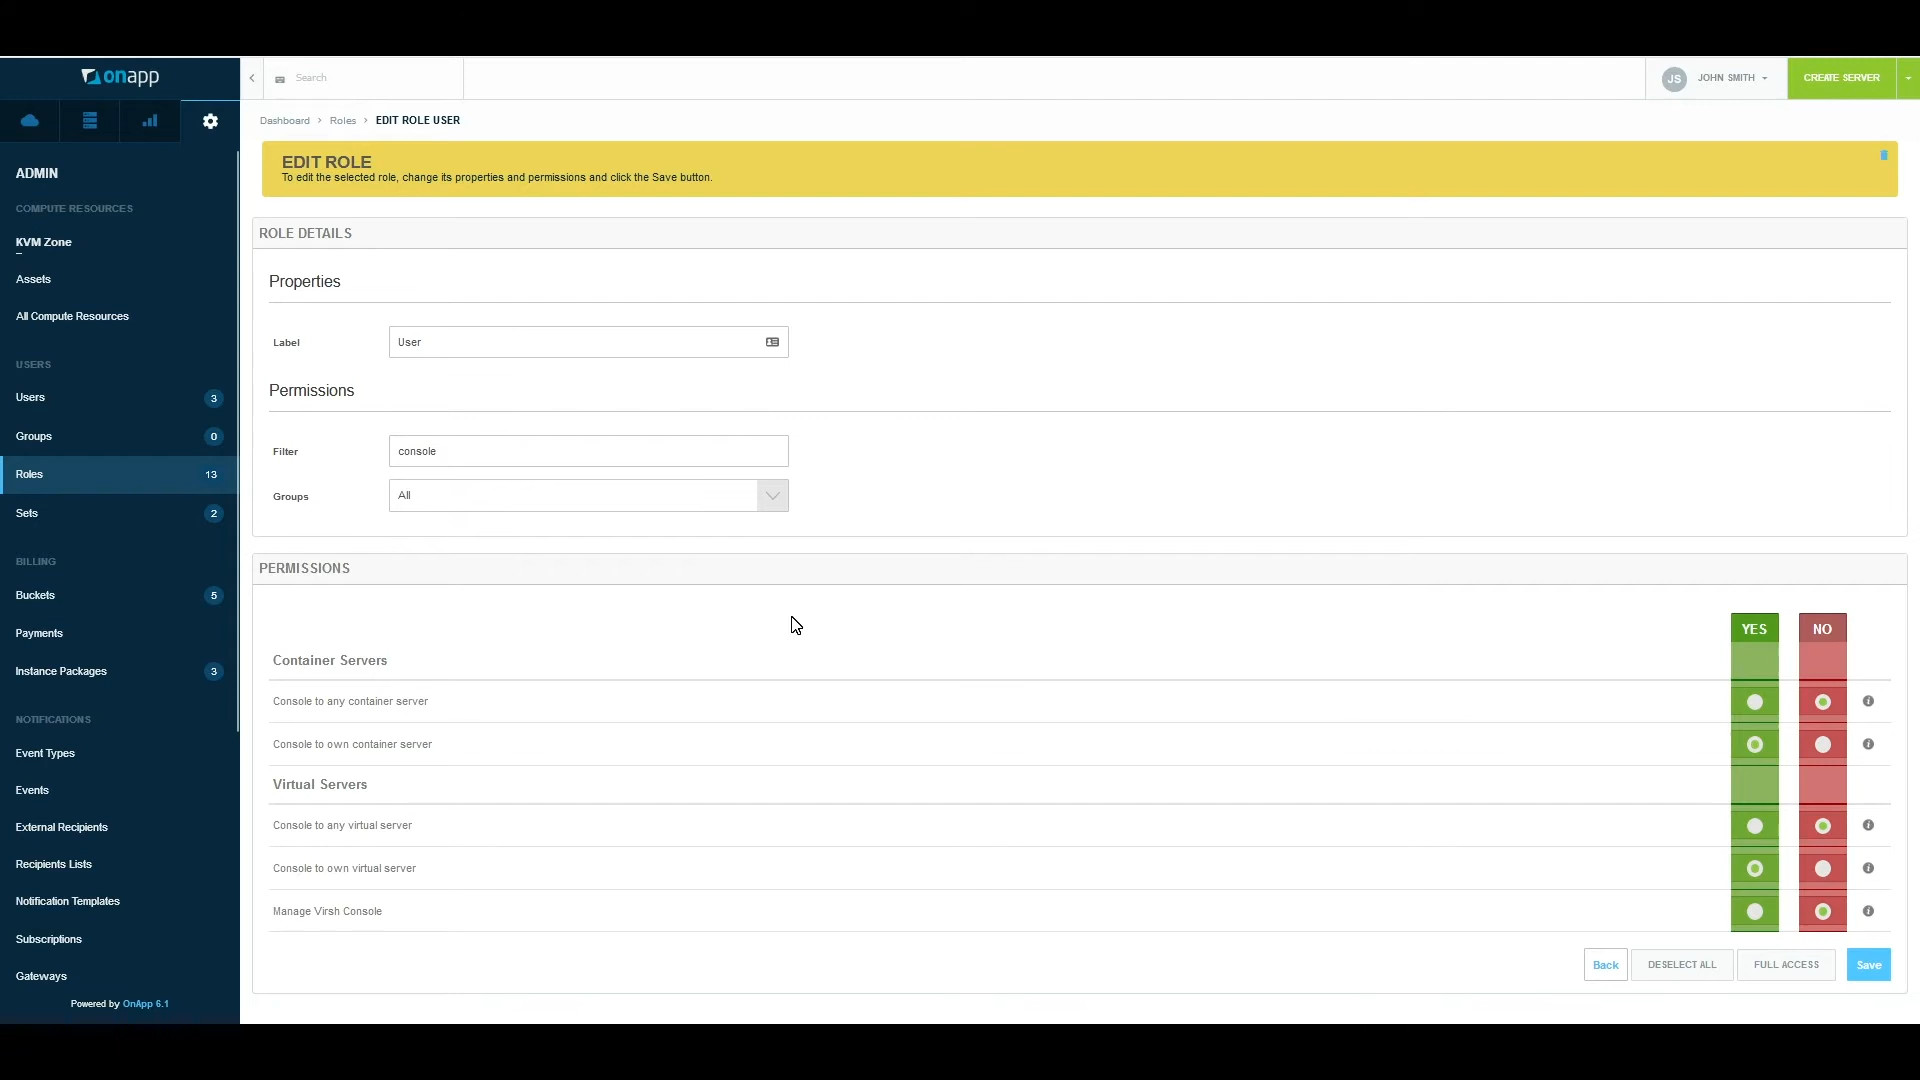 onapp
Search
JS JOHN SMITH
CREATE SERVER
Dashboard > Roles > EDIT ROLE USER
EDIT ROLE
To edit the selected role, change its properties and permissions and click the Save button.
ADMIN
COMPUTE RESOURCES
KVM Zone
Assets
All Compute Resources
USERS
Users 3
Groups 0
Roles 13
Sets 2
BILLING
Buckets 5
Payments
Instance Packages 3
NOTIFICATIONS
Event Types
Events
External Recipients
Recipients Lists
Notification Templates
Subscriptions
Gateways
Powered by OnApp 6.1
ROLE DETAILS
Properties
Label User
Permissions
Filter console
Groups All
PERMISSIONS
YES NO
Container Servers
Console to any container server
Console to own container server
Virtual Servers
Console to any virtual server
Console to own virtual server
Manage Virsh Console
Back DESELECT ALL FULL ACCESS Save